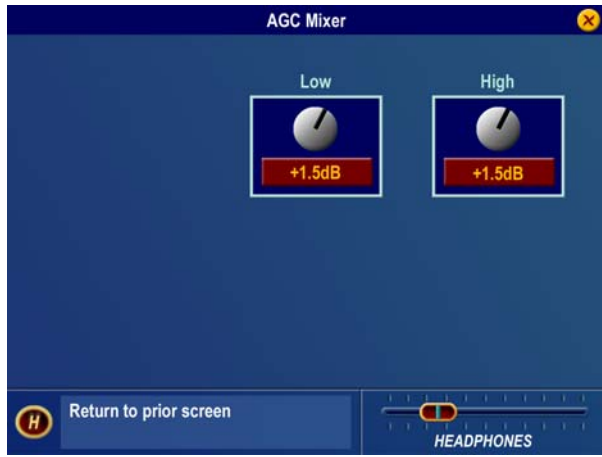 AGC Mixer
Low
High
+1.5dB
+1.5dB
H
Return to prior screen
HEADPHONES